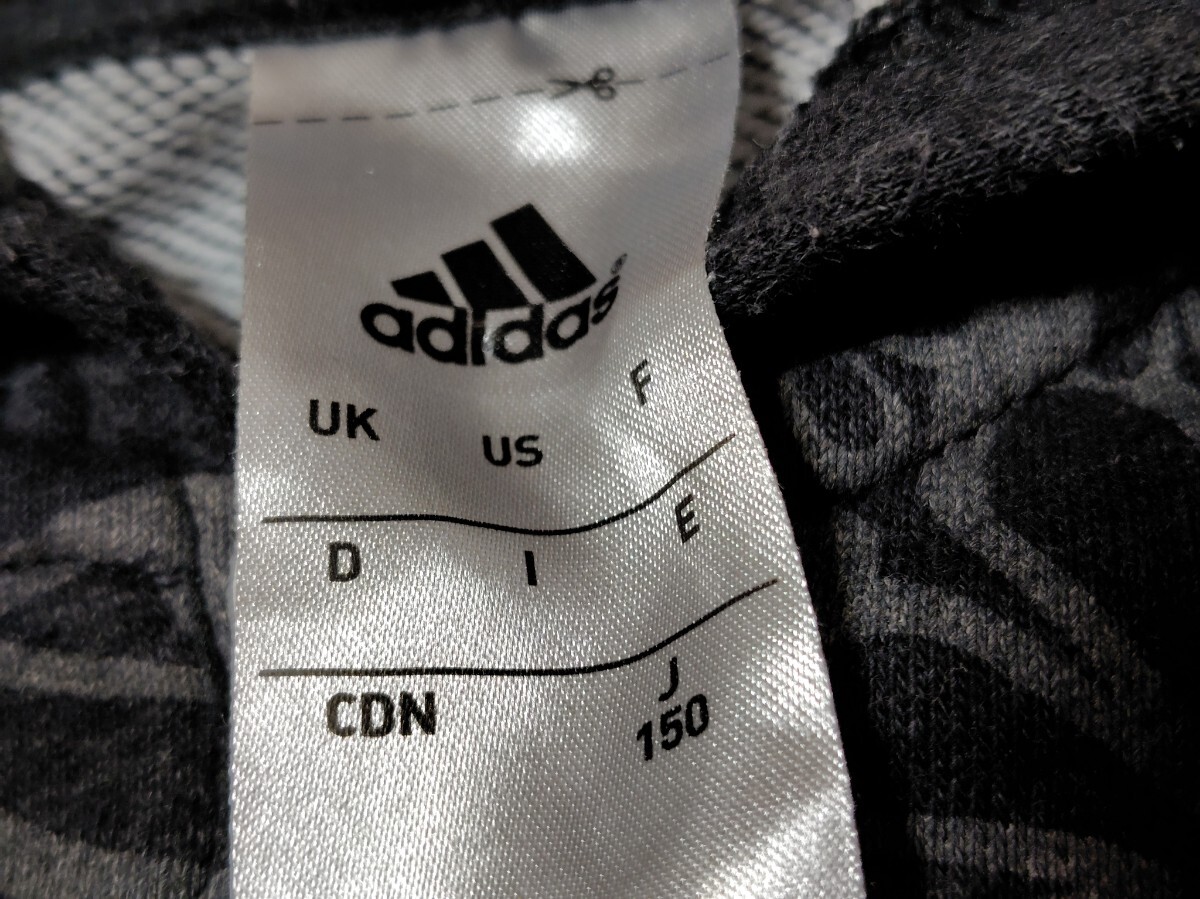 adidas®
UK US F
D I E
CDN J
150